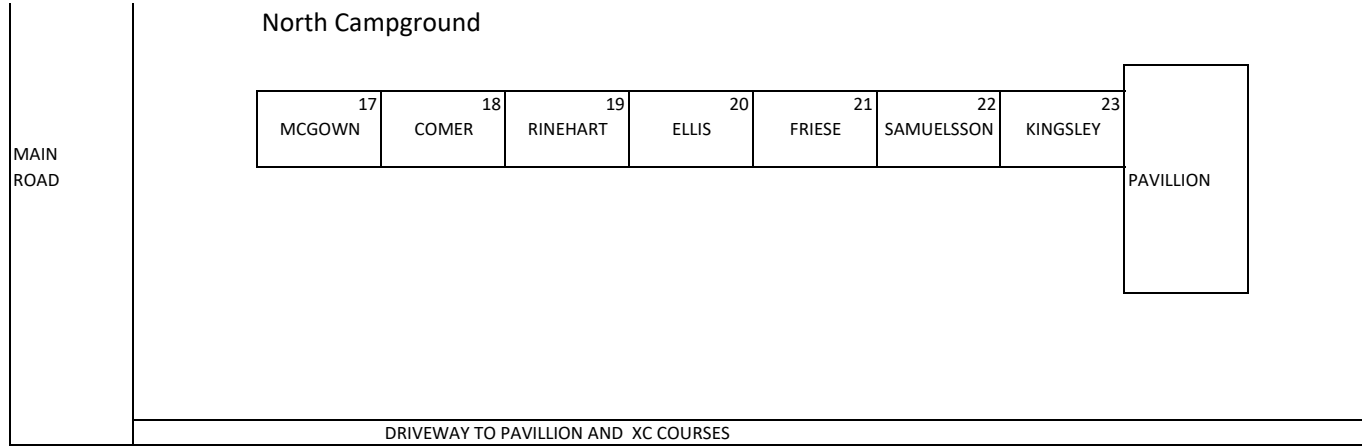 North Campground
17 18 19 20 21 22 23
MCGOWN COMER RINEHART ELLIS FRIESE SAMUELSSON KINGSLEY
MAIN
ROAD
PAVILLION
DRIVEWAY TO PAVILLION AND XC COURSES